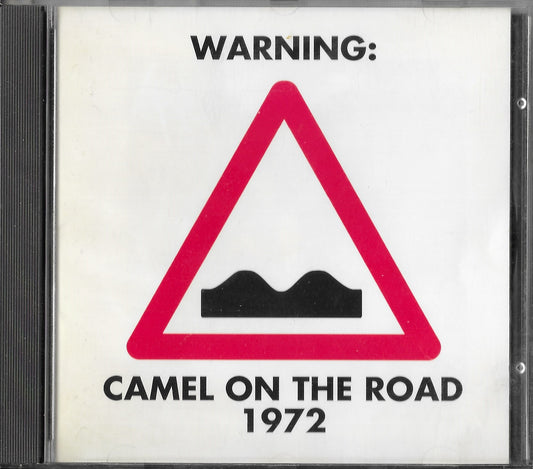 WARNING:
CAMEL ON THE ROAD
1972